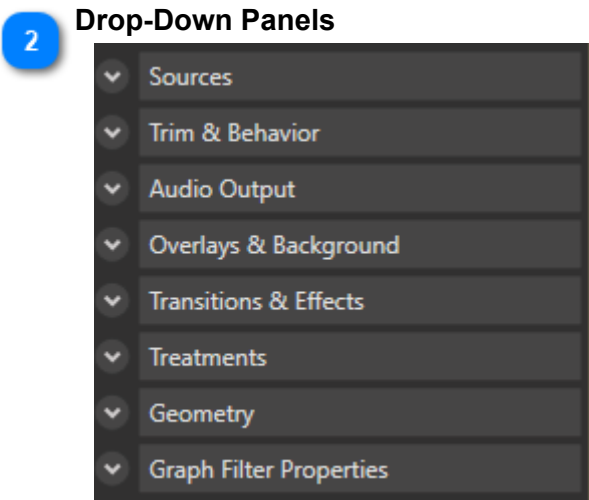 2
Drop-Down Panels
Sources
Trim & Behavior
Audio Output
Overlays & Background
Transitions & Effects
Treatments
Geometry
Graph Filter Properties